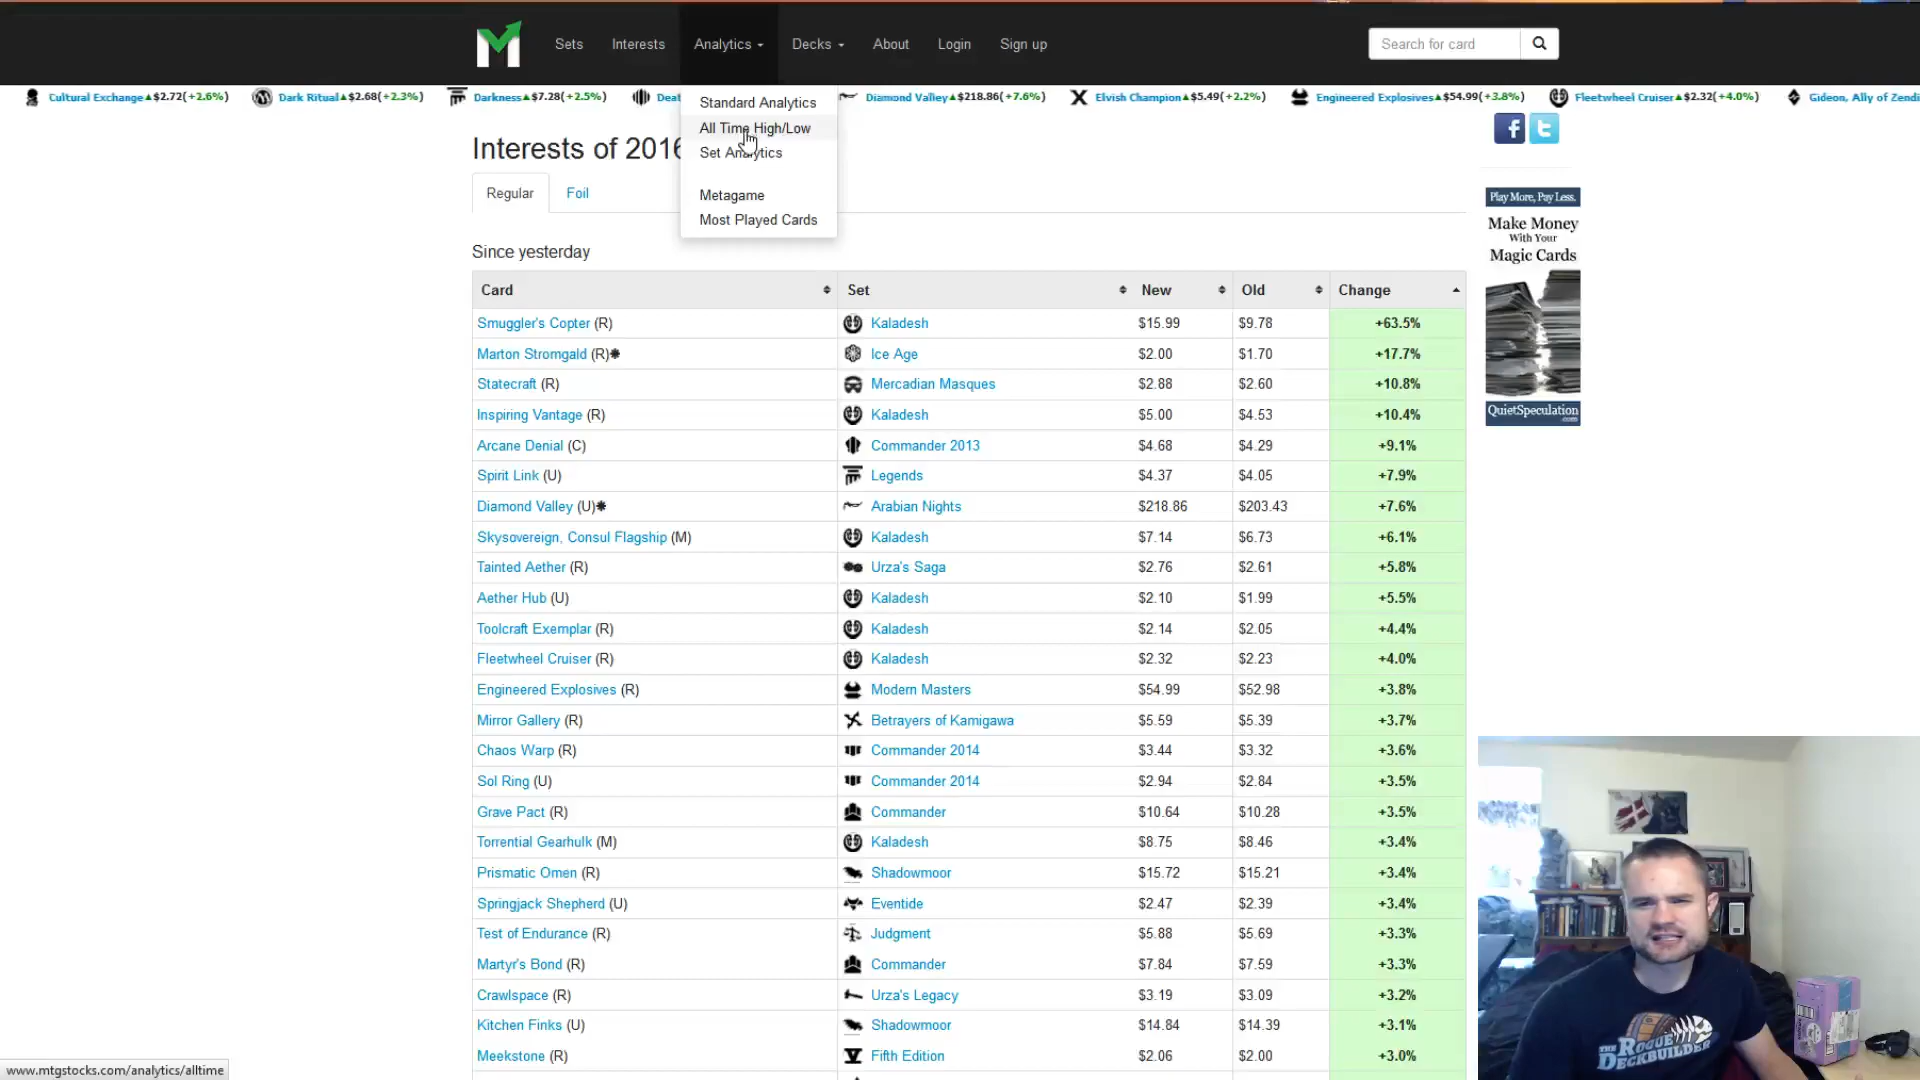 Sets Interests Analytics Decks About Login Sign up Search for card
Cultural Exchange▲$2.72(+2.6%) Dark Ritual▲$2.68(+2.3%) Darkness▲$7.28(+2.5%) Diamond Valley▲$218.86(+7.6%) Elvish Champion▲$5.49(+2.2%) Engineered Explosives▲$54.99(+3.8%) Fleetwheel Cruiser▲$2.32(+4.0%) Gideon, Ally of Zendi
Standard Analytics
All Time High/Low
Set Analytics
Metagame
Most Played Cards
Interests of 2016
Regular Foil
Since yesterday
Card Set New Old Change
Smuggler's Copter (R) Kaladesh $15.99 $9.78 +63.5%
Marton Stromgald (R)✹ Ice Age $2.00 $1.70 +17.7%
Statecraft (R) Mercadian Masques $2.88 $2.60 +10.8%
Inspiring Vantage (R) Kaladesh $5.00 $4.53 +10.4%
Arcane Denial (C) Commander 2013 $4.68 $4.29 +9.1%
Spirit Link (U) Legends $4.37 $4.05 +7.9%
Diamond Valley (U)✹ Arabian Nights $218.86 $203.43 +7.6%
Skysovereign, Consul Flagship (M) Kaladesh $7.14 $6.73 +6.1%
Tainted Aether (R) Urza's Saga $2.76 $2.61 +5.8%
Aether Hub (U) Kaladesh $2.10 $1.99 +5.5%
Toolcraft Exemplar (R) Kaladesh $2.14 $2.05 +4.4%
Fleetwheel Cruiser (R) Kaladesh $2.32 $2.23 +4.0%
Engineered Explosives (R) Modern Masters $54.99 $52.98 +3.8%
Mirror Gallery (R) Betrayers of Kamigawa $5.59 $5.39 +3.7%
Chaos Warp (R) Commander 2014 $3.44 $3.32 +3.6%
Sol Ring (U) Commander 2014 $2.94 $2.84 +3.5%
Grave Pact (R) Commander $10.64 $10.28 +3.5%
Torrential Gearhulk (M) Kaladesh $8.75 $8.46 +3.4%
Prismatic Omen (R) Shadowmoor $15.72 $15.21 +3.4%
Springjack Shepherd (U) Eventide $2.47 $2.39 +3.4%
Test of Endurance (R) Judgment $5.88 $5.69 +3.3%
Martyr's Bond (R) Commander $7.84 $7.59 +3.3%
Crawlspace (R) Urza's Legacy $3.19 $3.09 +3.2%
Kitchen Finks (U) Shadowmoor $14.84 $14.39 +3.1%
Meekstone (R) Fifth Edition $2.06 $2.00 +3.0%
Play More, Pay Less.
Make Money
With Your
Magic Cards
QuietSpeculation
.com
THE ROGUE
DECKBUILDER
www.mtgstocks.com/analytics/alltime